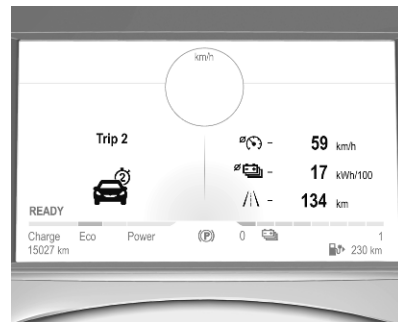 km/h
Trip 2
2
Ø - 59 km/h
Ø - 17 kWh/100
- 134 km
READY
Charge Eco Power (P) 0 1
15027 km 230 km